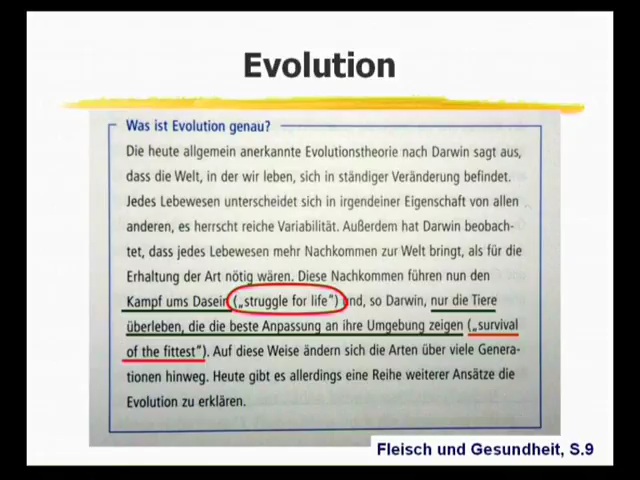 Evolution
Was ist Evolution genau?
Die heute allgemein anerkannte Evolutionstheorie nach Darwin sagt aus,
dass die Welt, in der wir leben, sich in ständiger Veränderung befindet.
Jedes Lebewesen unterscheidet sich in irgendeiner Eigenschaft von allen
anderen, es herrscht reiche Variabilität. Außerdem hat Darwin beobach-
tet, dass jedes Lebewesen mehr Nachkommen zur Welt bringt, als für die
Erhaltung der Art nötig wären. Diese Nachkommen führen nun den
Kampf ums Dasein („struggle for life“) und, so Darwin, nur die Tiere
überleben, die die beste Anpassung an ihre Umgebung zeigen („survival
of the fittest“). Auf diese Weise ändern sich die Arten über viele Genera-
tionen hinweg. Heute gibt es allerdings eine Reihe weiterer Ansätze die
Evolution zu erklären.
Fleisch und Gesundheit, S.9